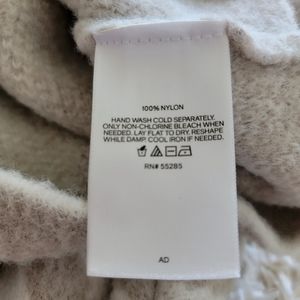 100% NYLON
HAND WASH COLD SEPARATELY.
ONLY NON-CHLORINE BLEACH WHEN
NEEDED. LAY FLAT TO DRY, RESHAPE
WHILE DAMP. COOL IRON IF NEEDED.
RN# 55285
AD